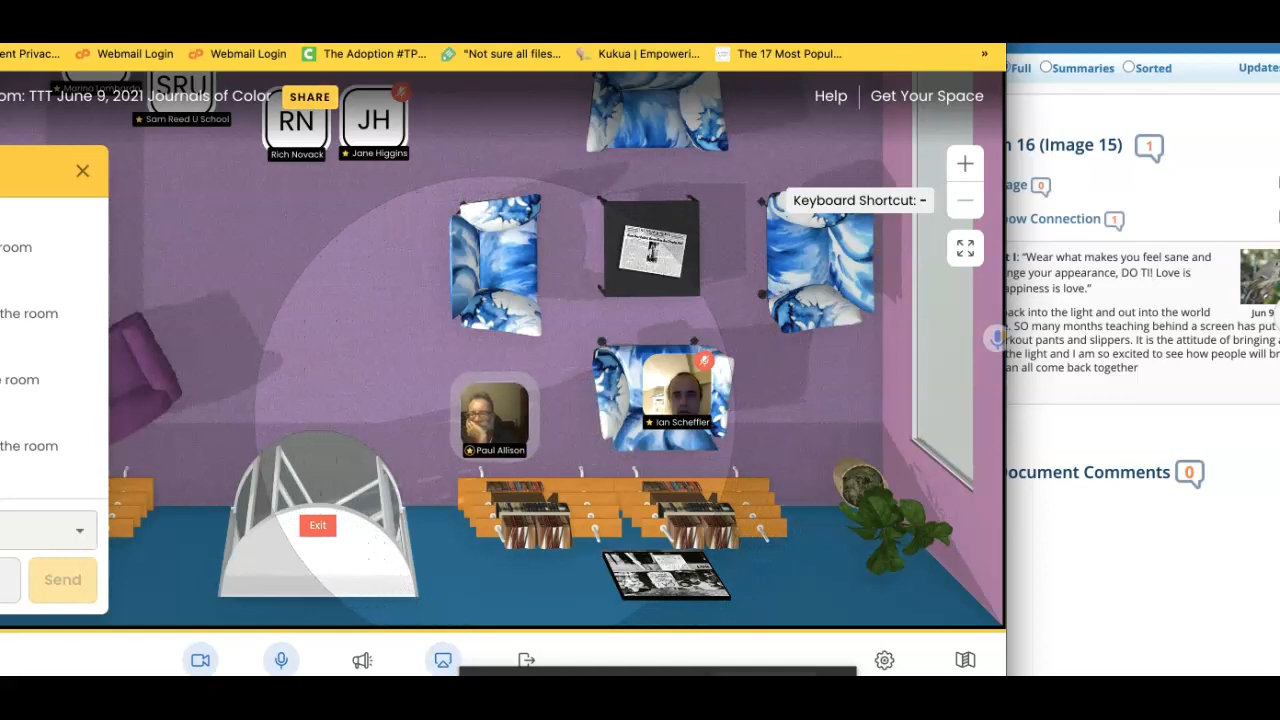 ent Privac...
Webmail Login
Webmail Login
The Adoption #TP...
"Not sure all files...
Kukua | Empoweri...
The 17 Most Popul...
»
Full
Summaries
Sorted
Updates
om: TTT June 9, 2021 Journals of Color
SHARE
Help
Get Your Space
SRU
Sam Reed U School
RN
Rich Novack
JH
Jane Higgins
Keyboard Shortcut: -
room
the room
room
the room
Send
Exit
Paul Allison
Ian Scheffler
16 (Image 15)
1
age
0
ow Connection
1
t I: “Wear what makes you feel sane and
nge your appearance, DO TI! Love is
ppiness is love.”
Jun 9
back into the light and out into the world
. SO many months teaching behind a screen has put
rkout pants and slippers. It is the attitude of bringing
the light and I am so excited to see how people will br
an all come back together
ocument Comments
0